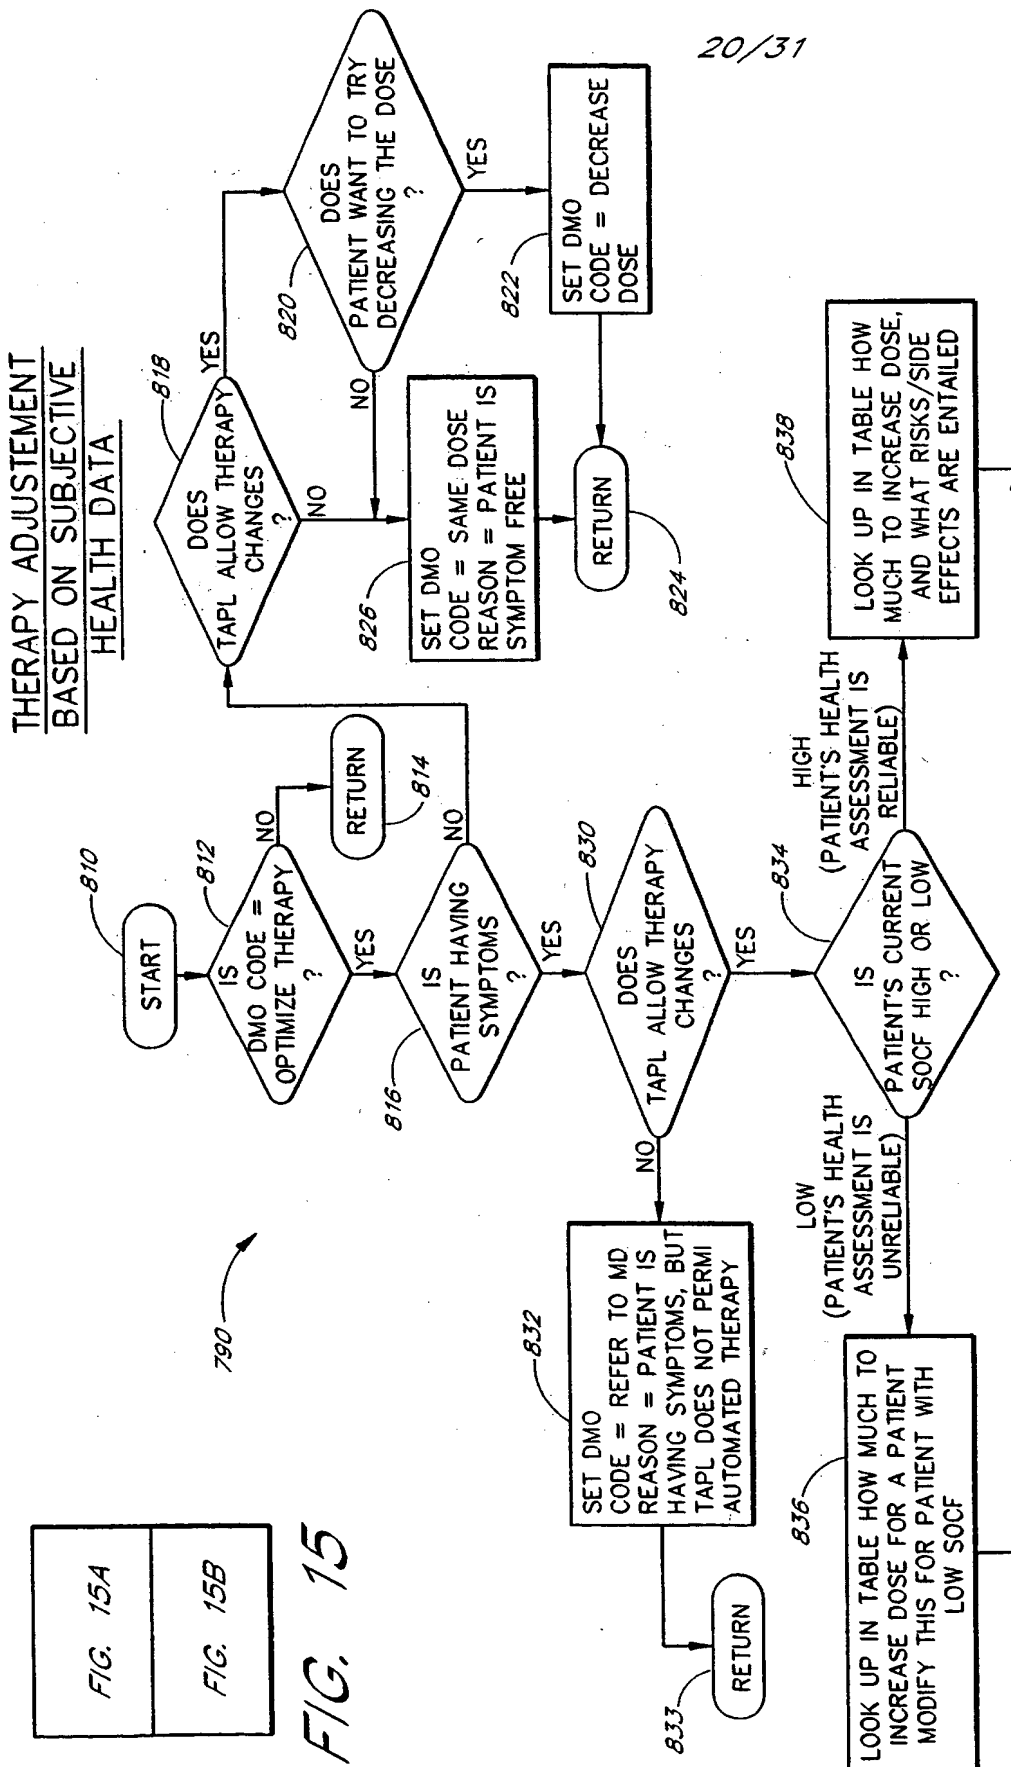 20/31
THERAPY ADJUSTEMENT
BASED ON SUBJECTIVE
HEALTH DATA
FIG. 15A
FIG. 15B
FIG. 15
790
810
START
812
IS
DMO CODE =
OPTIMIZE THERAPY
?
NO
RETURN
814
YES
816
IS
PATIENT HAVING
SYMPTOMS
?
NO
YES
818
DOES
TAPL ALLOW THERAPY
CHANGES
?
YES
NO
820
DOES
PATIENT WANT TO TRY
DECREASING THE DOSE
?
NO
YES
822
SET DMO
CODE = DECREASE
DOSE
826
SET DMO
CODE = SAME DOSE
REASON = PATIENT IS
SYMPTOM FREE
RETURN
824
830
DOES
TAPL ALLOW THERAPY
CHANGES
?
NO
YES
832
SET DMO
CODE = REFER TO MD
REASON = PATIENT IS
HAVING SYMPTOMS, BUT
TAPL DOES NOT PERMI
AUTOMATED THERAPY
833
RETURN
834
IS
PATIENT'S CURRENT
SOCF HIGH OR LOW
?
LOW
(PATIENT'S HEALTH
ASSESSMENT IS
UNRELIABLE)
HIGH
(PATIENT'S HEALTH
ASSESSMENT IS
RELIABLE)
836
LOOK UP IN TABLE HOW MUCH TO
INCREASE DOSE FOR A PATIENT
MODIFY THIS FOR PATIENT WITH
LOW SOCF
838
LOOK UP IN TABLE HOW
MUCH TO INCREASE DOSE,
AND WHAT RISKS/SIDE
EFFECTS ARE ENTAILED